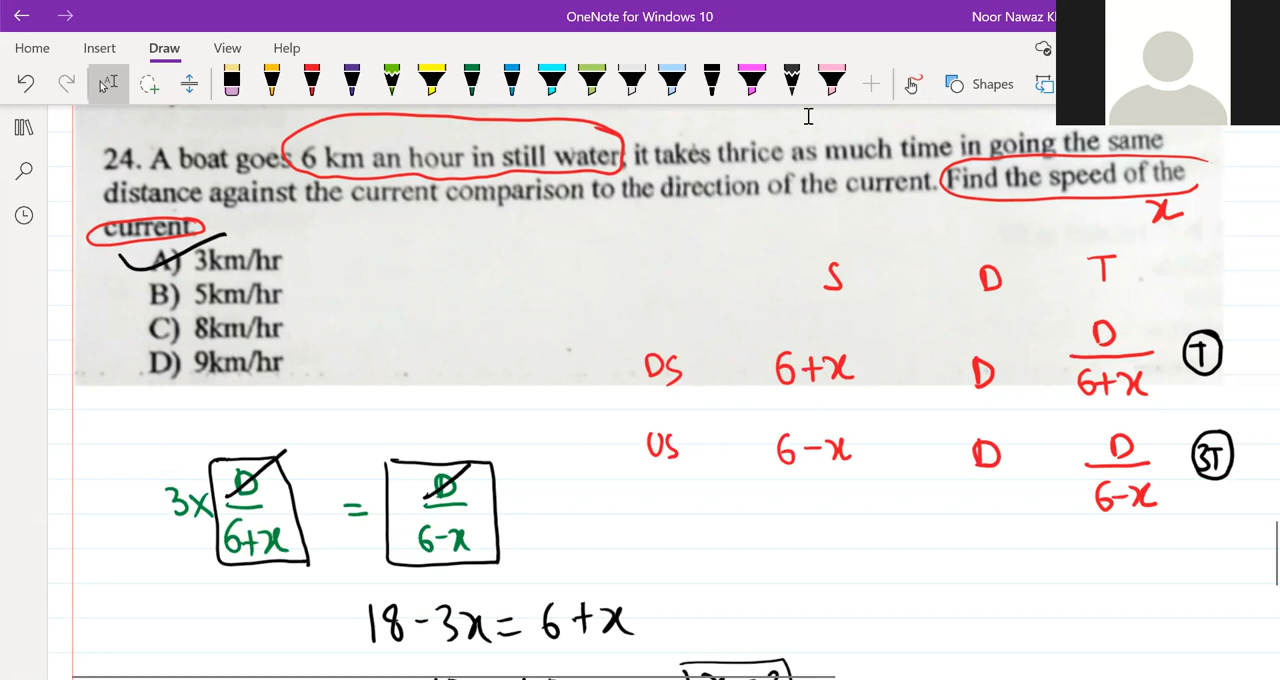 OneNote for Windows 10
Noor Nawaz
Home Insert Draw View Help
Shapes
24. A boat goes 6 km an hour in still water, it takes thrice as much time in going the same
distance against the current comparison to the direction of the current. Find the speed of the
current.
x
A) 3km/hr
B) 5km/hr
C) 8km/hr
D) 9km/hr
S D T
DS 6+x D D/6+x T
US 6-x D D/6-x 3T
3x D/6+x = D/6-x
18-3x = 6+x